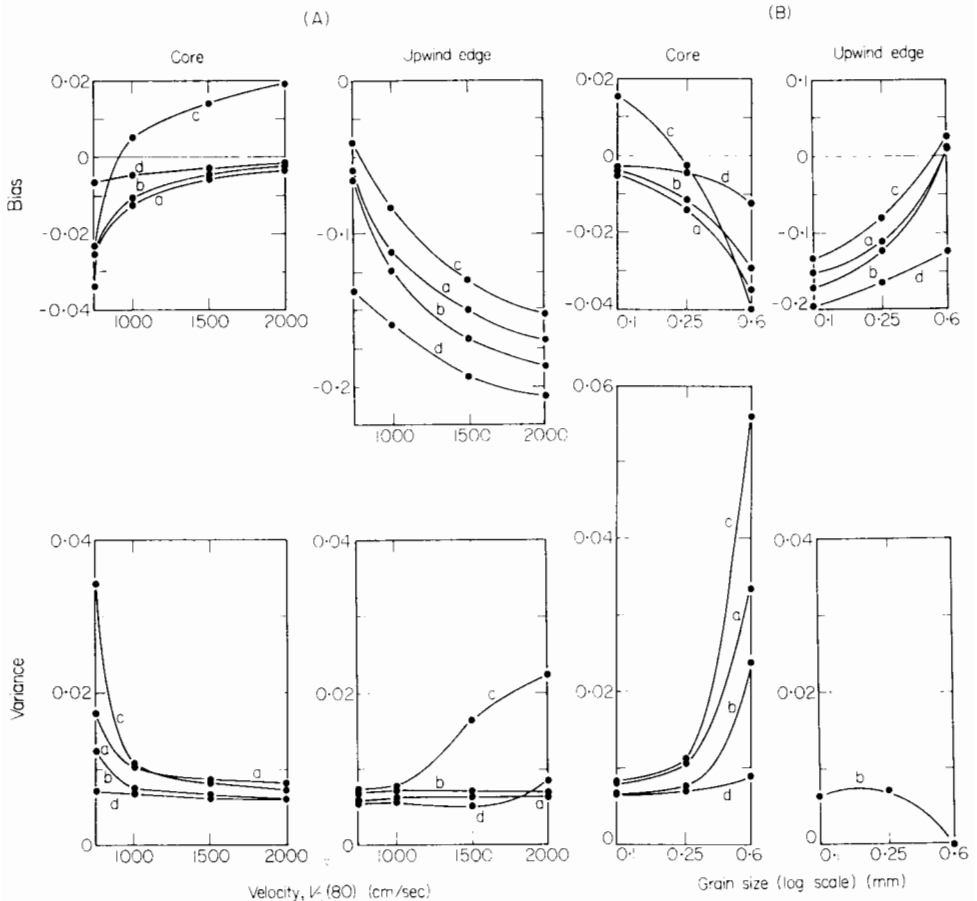 (A)
(B)
Core
Upwind edge
Core
Upwind edge
Bias
0·02
0
-0·02
-0·04
c
d
b
a
1000
1500
2000
0
-0·1
-0·2
c
a
b
d
1000
1500
2000
0·02
0
-0·02
-0·04
c
d
b
a
0·1
0·25
0·6
0·1
0
-0·1
-0·2
c
a
b
d
0·1
0·25
0·6
Variance
0·04
0·02
0
c
a
b
d
a
1000
1500
2000
0·04
0·02
0
c
b
a
d
1000
1500
2000
0·06
0·04
0·02
0
c
a
b
d
0·1
0·25
0·6
0·04
0·02
0
b
0·25
0·6
Velocity, (80) (cm/sec)
Grain size (log scale) (mm)